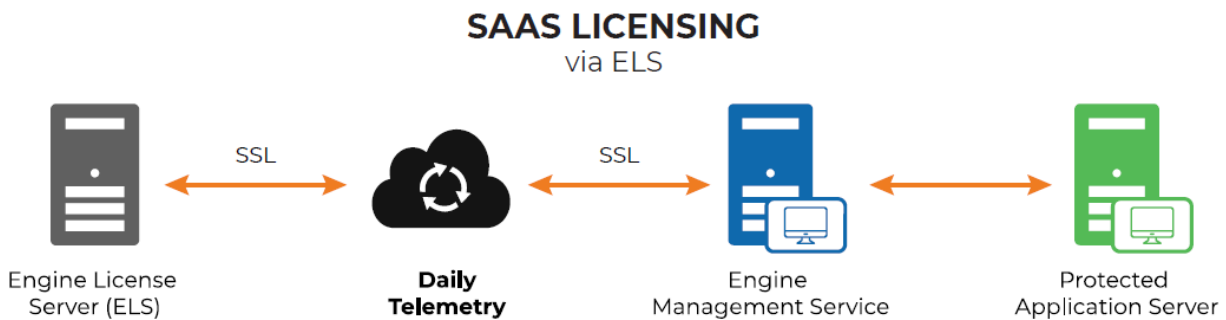 SAAS LICENSING
via ELS
SSL
SSL
Engine License
Server (ELS)
Daily
Telemetry
Engine
Management Service
Protected
Application Server